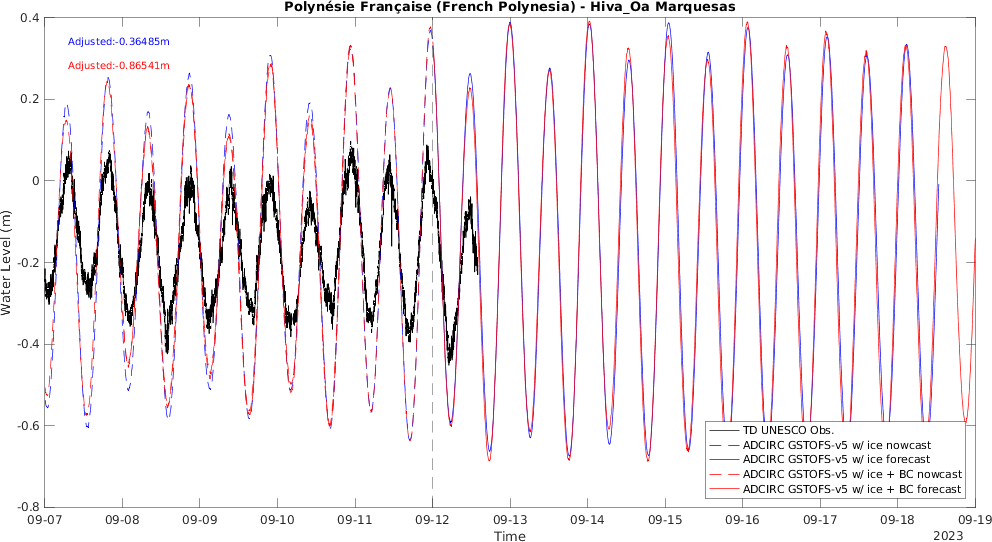 Polynésie Française (French Polynesia) - Hiva_Oa Marquesas
Adjusted:-0.36485m
Adjusted:-0.86541m
Water Level (m)
0.4
0.2
0
-0.2
-0.4
-0.6
-0.8
TD UNESCO Obs.
ADCIRC GSTOFS-v5 w/ ice nowcast
ADCIRC GSTOFS-v5 w/ ice forecast
ADCIRC GSTOFS-v5 w/ ice + BC nowcast
ADCIRC GSTOFS-v5 w/ ice + BC forecast
09-07 09-08 09-09 09-10 09-11 09-12 09-13 09-14 09-15 09-16 09-17 09-18 09-19
Time
2023